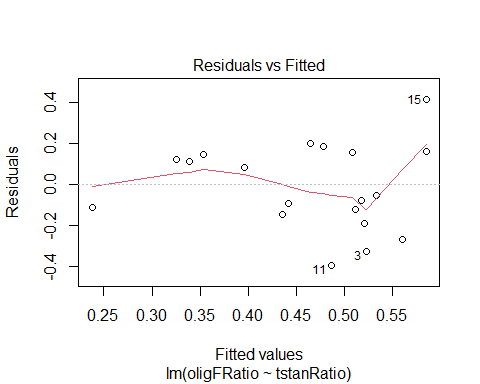 Residuals vs Fitted
Residuals
0.4
0.2
0.0
-0.2
-0.4
15
3
11
0.25 0.30 0.35 0.40 0.45 0.50 0.55
Fitted values
lm(oligFRatio ~ tstanRatio)